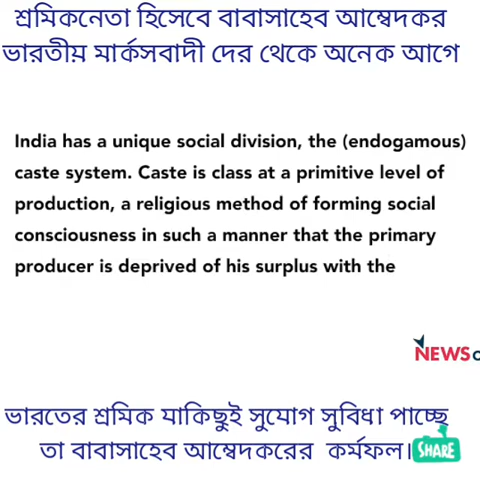 শ্রমিকনেতা হিসেবে বাবাসাহেব আম্বেদকর
ভারতীয় মার্কসবাদী দের থেকে অনেক আগে
India has a unique social division, the (endogamous)
caste system. Caste is class at a primitive level of
production, a religious method of forming social
consciousness in such a manner that the primary
producer is deprived of his surplus with the
NEWS
ভারতের শ্রমিক যাকিছুই সুযোগ সুবিধা পাচ্ছে
তা বাবাসাহেব আম্বেদকরের কর্মফল।
SHARE